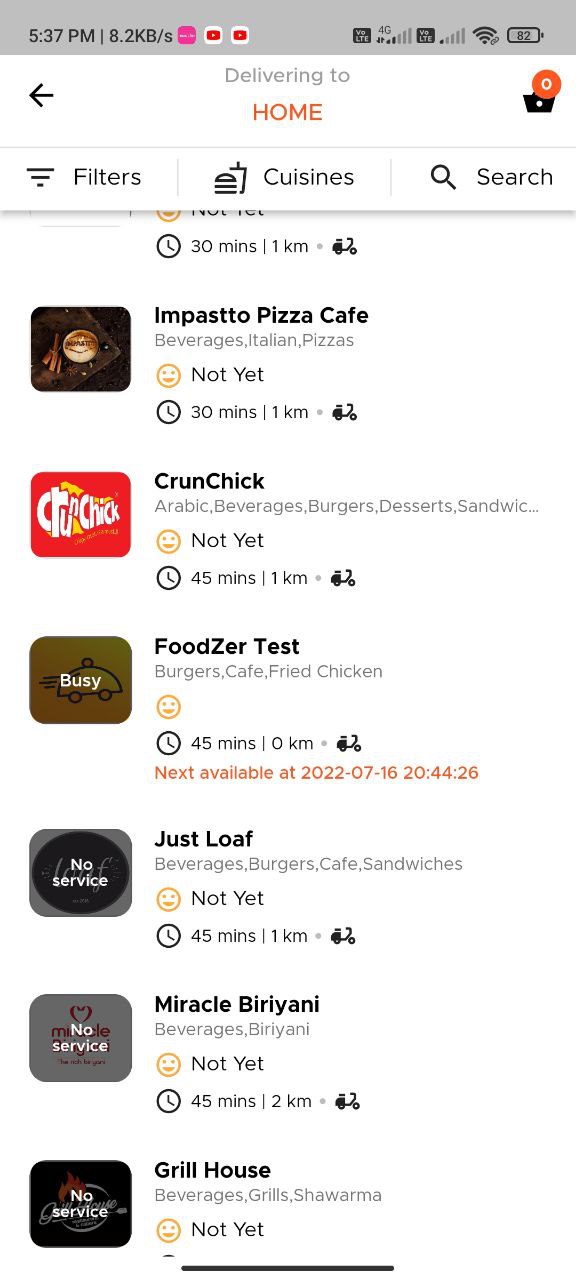 5:37 PM | 8.2KB/s
Vo LTE 4G Vo LTE 82
Delivering to
HOME
0
Filters Cuisines Search
Not Yet
30 mins | 1 km
Impastto Pizza Cafe
Beverages,Italian,Pizzas
Not Yet
30 mins | 1 km
CrunChick
CrunChick
Arabic,Beverages,Burgers,Desserts,Sandwic...
Not Yet
45 mins | 1 km
FoodZer Test
Busy
Burgers,Cafe,Fried Chicken
45 mins | 0 km
Next available at 2022-07-16 20:44:26
Just Loaf
Beverages,Burgers,Cafe,Sandwiches
loaf
No
service
Not Yet
45 mins | 1 km
Miracle Biriyani
Beverages,Biriyani
miracle
Biriyani
No
service
Not Yet
45 mins | 2 km
Grill House
Beverages,Grills,Shawarma
Grill House
No
service
Not Yet